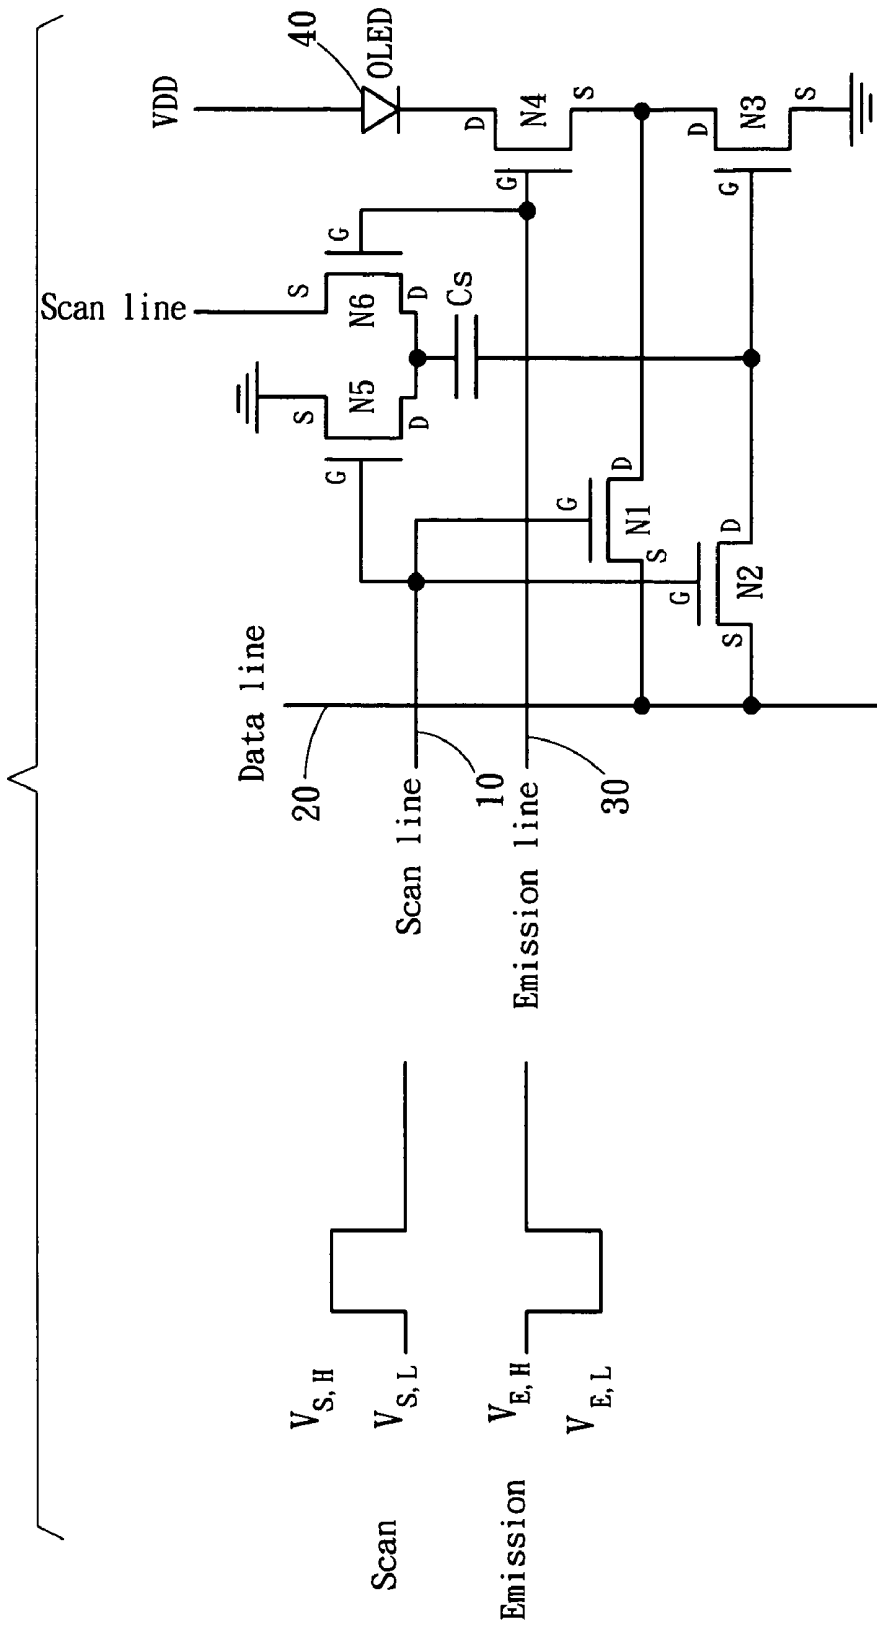 VDD
40
OLED
Scan line
G
S
N6
D
S
N5
D
G
Cs
D
G
N4
S
D
G
N3
S
G
D
N1
S
G
D
N2
S
Data line
20
Scan line
10
Emission line
30
Scan
V S,H
V S,L
Emission
V E,H
V E,L